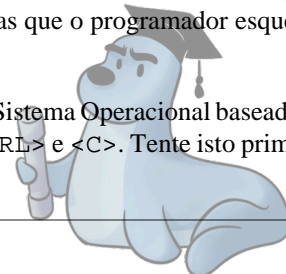 as que o programador esqu
Sistema Operacional basead
RL> e <C>. Tente isto prim